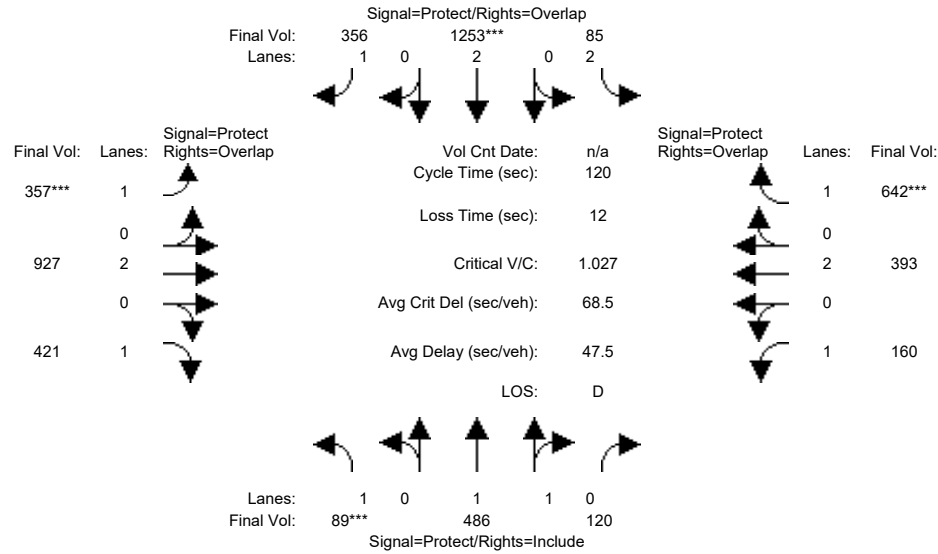 Signal=Protect/Rights=Overlap
Final Vol: 356 1253*** 85
Lanes: 1 0 2 0 2
Signal=Protect Signal=Protect
Final Vol: Lanes: Rights=Overlap Vol Cnt Date: n/a Rights=Overlap Lanes: Final Vol:
Cycle Time (sec): 120
357*** 1 1 642***
Loss Time (sec): 12
0 0
927 2 Critical V/C: 1.027 2 393
0 Avg Crit Del (sec/veh): 68.5 0
421 1 Avg Delay (sec/veh): 47.5 1 160
LOS: D
Lanes: 1 0 1 1 0
Final Vol: 89*** 486 120
Signal=Protect/Rights=Include